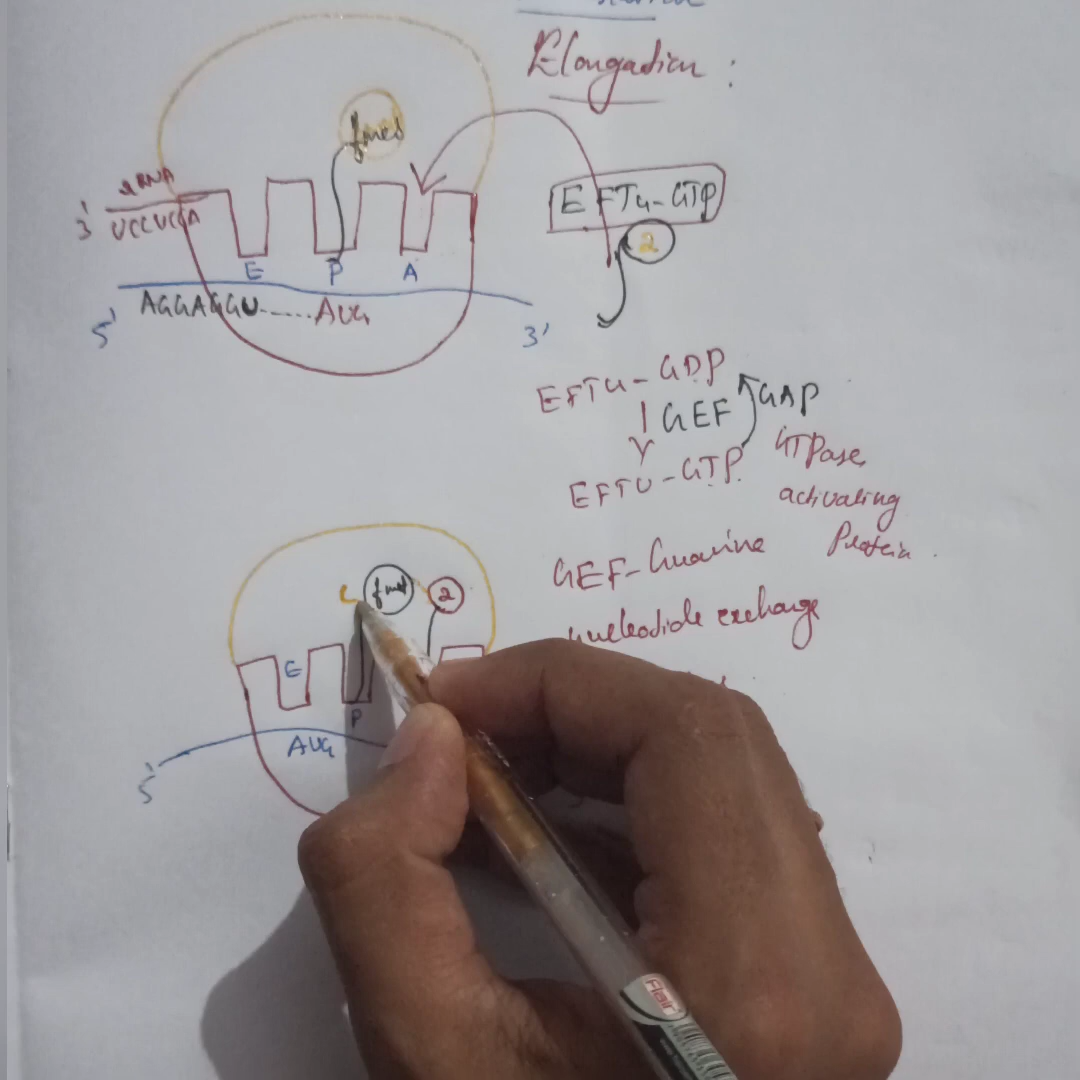 Elongation :
fmet
rRNA
3' UCCUCCA
EFTu-GTP
2
E P A
AGGAGGU......AUG
5' 3'
EFTu-GDP
GEF GAP
EFTU-GTP
GTPase
activating
Protein.
GEF-Guanine
nucleotide exchange
fmet 2
E
P
AUG
5'
Flair